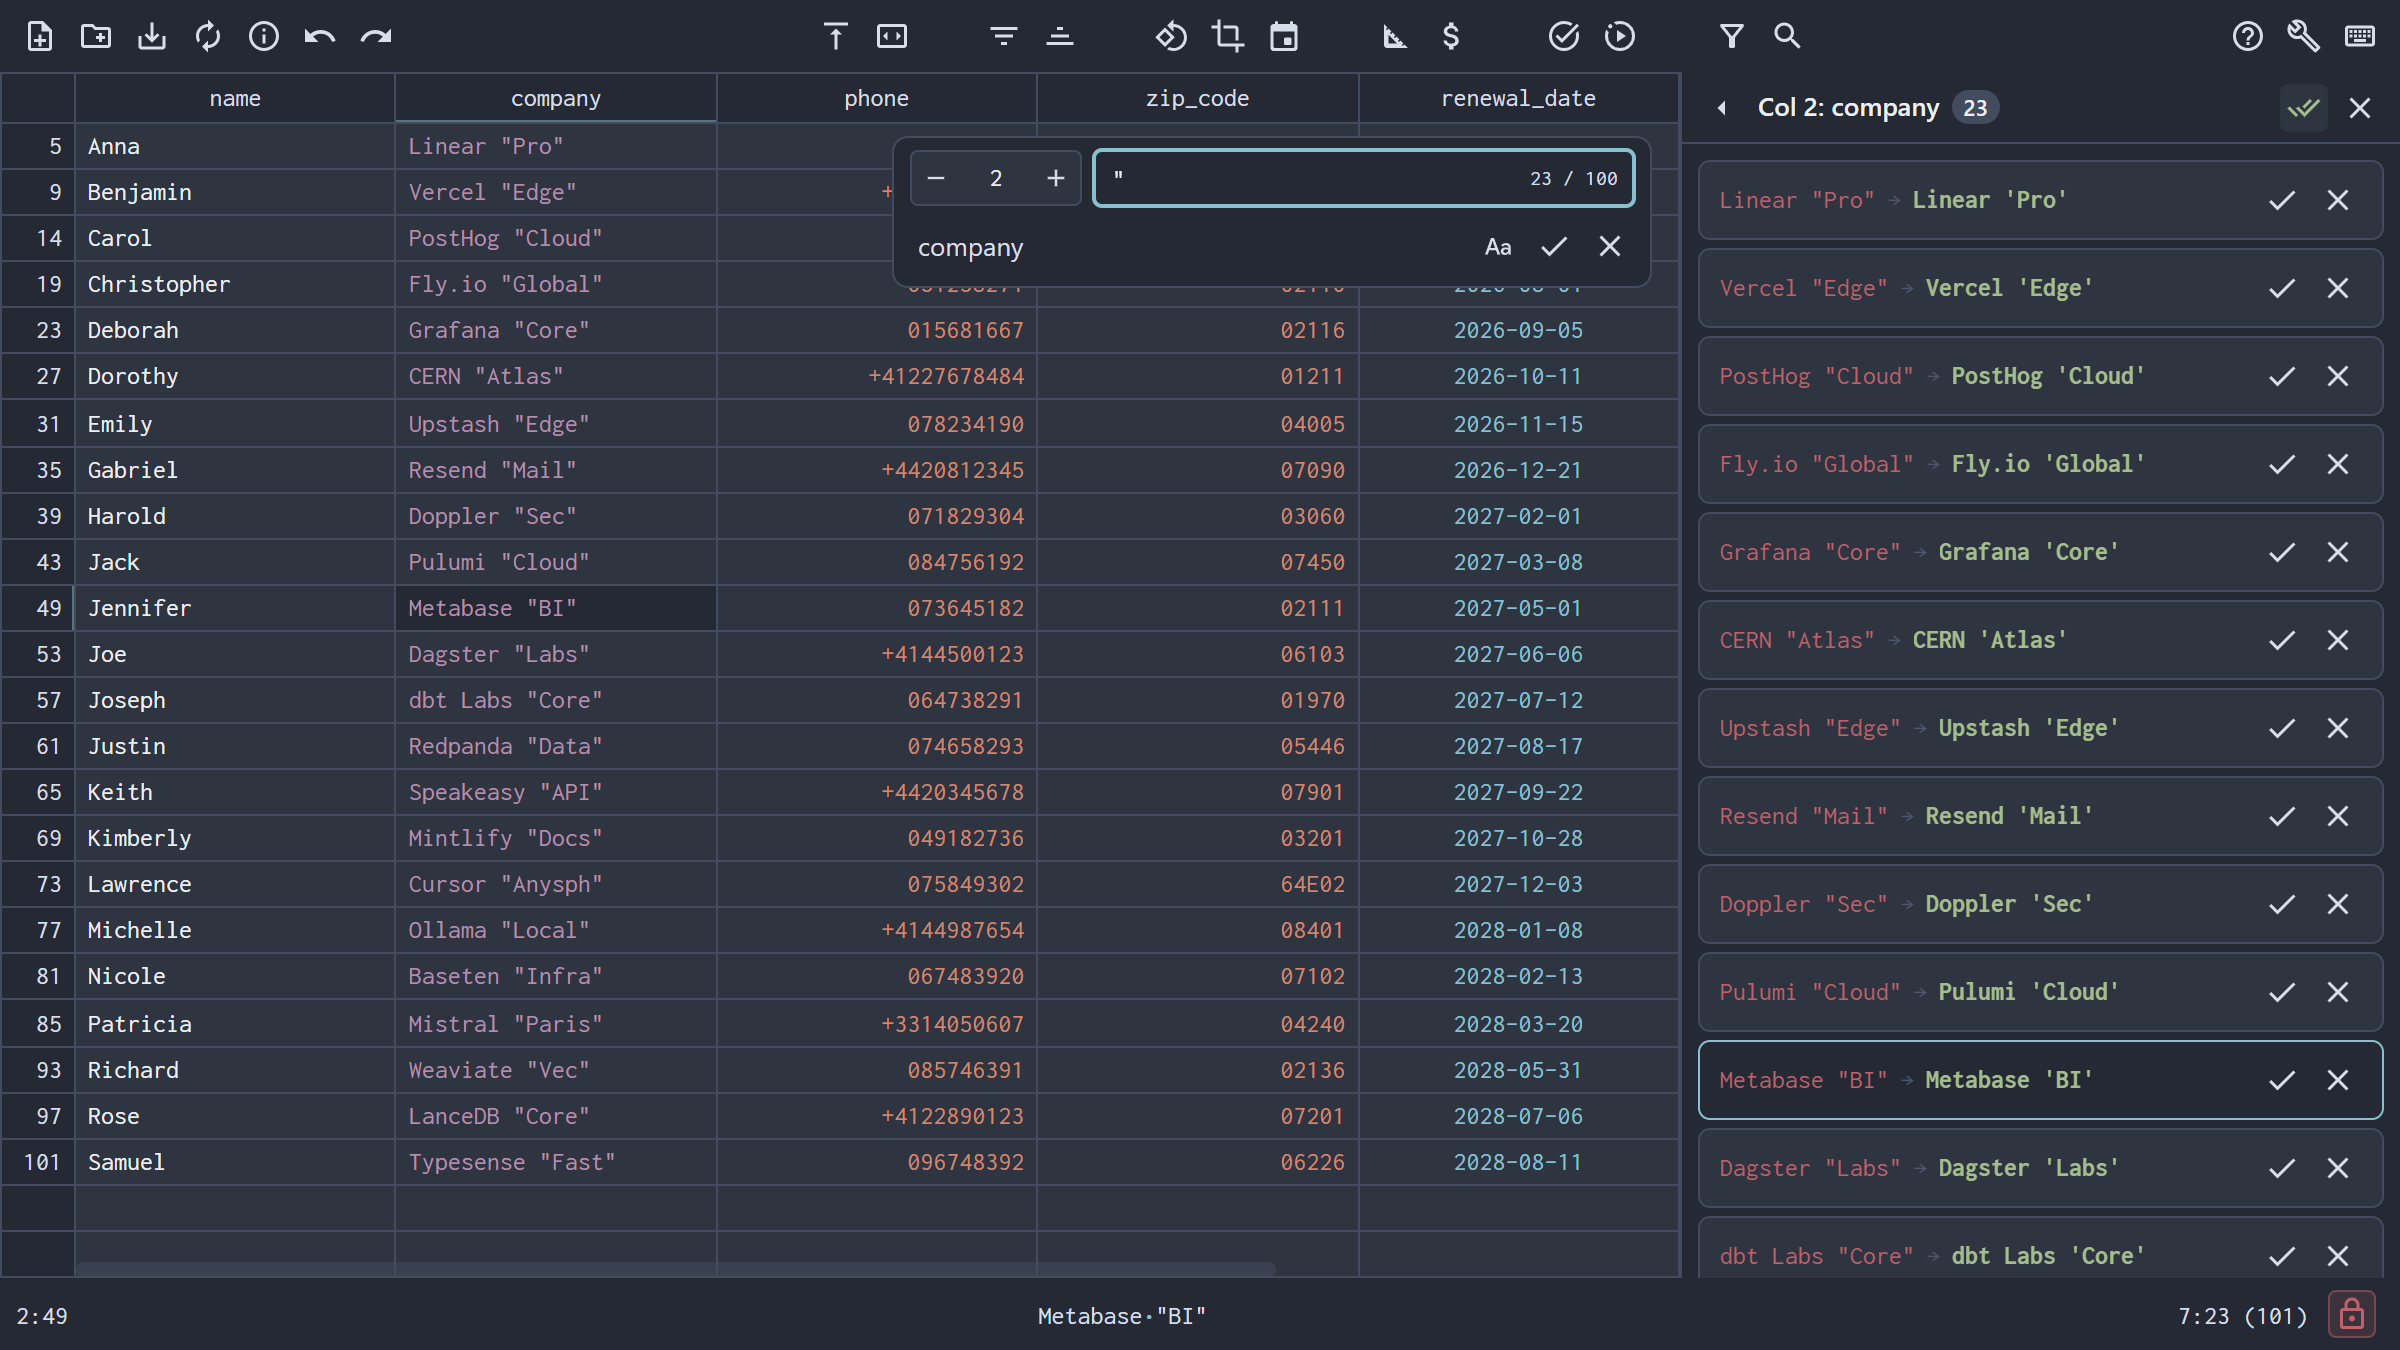 name company phone zip_code renewal_date
Col 2: company 23
5 Anna Linear "Pro"
9 Benjamin Vercel "Edge" +
14 Carol PostHog "Cloud"
19 Christopher Fly.io "Global"
23 Deborah Grafana "Core" 015681667 02116 2026-09-05
27 Dorothy CERN "Atlas" +41227678484 01211 2026-10-11
31 Emily Upstash "Edge" 078234190 04005 2026-11-15
35 Gabriel Resend "Mail" +4420812345 07090 2026-12-21
39 Harold Doppler "Sec" 071829304 03060 2027-02-01
43 Jack Pulumi "Cloud" 084756192 07450 2027-03-08
49 Jennifer Metabase "BI" 073645182 02111 2027-05-01
53 Joe Dagster "Labs" +4144500123 06103 2027-06-06
57 Joseph dbt Labs "Core" 064738291 01970 2027-07-12
61 Justin Redpanda "Data" 074658293 05446 2027-08-17
65 Keith Speakeasy "API" +4420345678 07901 2027-09-22
69 Kimberly Mintlify "Docs" 049182736 03201 2027-10-28
73 Lawrence Cursor "Anysph" 075849302 64E02 2027-12-03
77 Michelle Ollama "Local" +4144987654 08401 2028-01-08
81 Nicole Baseten "Infra" 067483920 07102 2028-02-13
85 Patricia Mistral "Paris" +3314050607 04240 2028-03-20
93 Richard Weaviate "Vec" 085746391 02136 2028-05-31
97 Rose LanceDB "Core" +4122890123 07201 2028-07-06
101 Samuel Typesense "Fast" 096748392 06226 2028-08-11
2 " 23 / 100
company Aa
Linear "Pro" → Linear 'Pro'
Vercel "Edge" → Vercel 'Edge'
PostHog "Cloud" → PostHog 'Cloud'
Fly.io "Global" → Fly.io 'Global'
Grafana "Core" → Grafana 'Core'
CERN "Atlas" → CERN 'Atlas'
Upstash "Edge" → Upstash 'Edge'
Resend "Mail" → Resend 'Mail'
Doppler "Sec" → Doppler 'Sec'
Pulumi "Cloud" → Pulumi 'Cloud'
Metabase "BI" → Metabase 'BI'
Dagster "Labs" → Dagster 'Labs'
dbt Labs "Core" → dbt Labs 'Core'
2:49 Metabase·"BI" 7:23 (101)